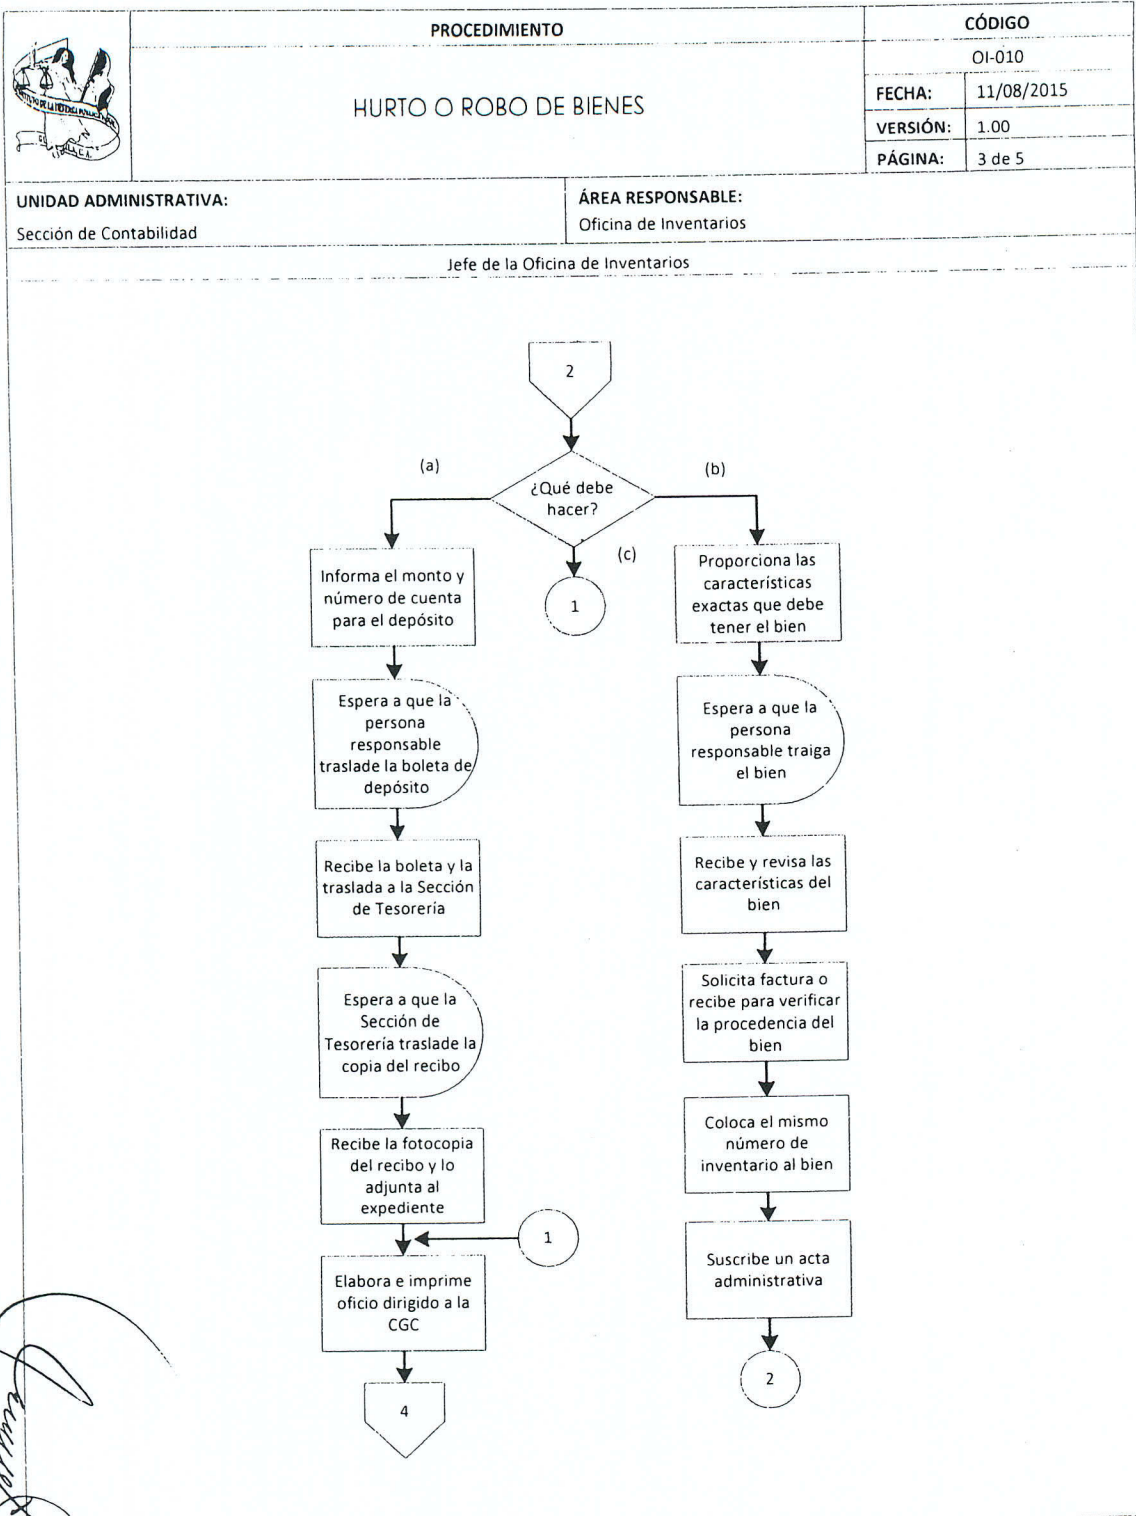 PROCEDIMIENTO
HURTO O ROBO DE BIENES
CÓDIGO
OI-010
FECHA: 11/08/2015
VERSIÓN: 1.00
PÁGINA: 3 de 5
UNIDAD ADMINISTRATIVA:
Sección de Contabilidad
ÁREA RESPONSABLE:
Oficina de Inventarios
Jefe de la Oficina de Inventarios
2
¿Qué debe
hacer?
(a)
(b)
(c)
1
Informa el monto y
número de cuenta
para el depósito
Espera a que la
persona
responsable
traslade la boleta de
depósito
Recibe la boleta y la
traslada a la Sección
de Tesorería
Espera a que la
Sección de
Tesorería traslade la
copia del recibo
Recibe la fotocopia
del recibo y lo
adjunta al
expediente
1
Elabora e imprime
oficio dirigido a la
CGC
4
Proporciona las
características
exactas que debe
tener el bien
Espera a que la
persona
responsable traiga
el bien
Recibe y revisa las
características del
bien
Solicita factura o
recibe para verificar
la procedencia del
bien
Coloca el mismo
número de
inventario al bien
Suscribe un acta
administrativa
2